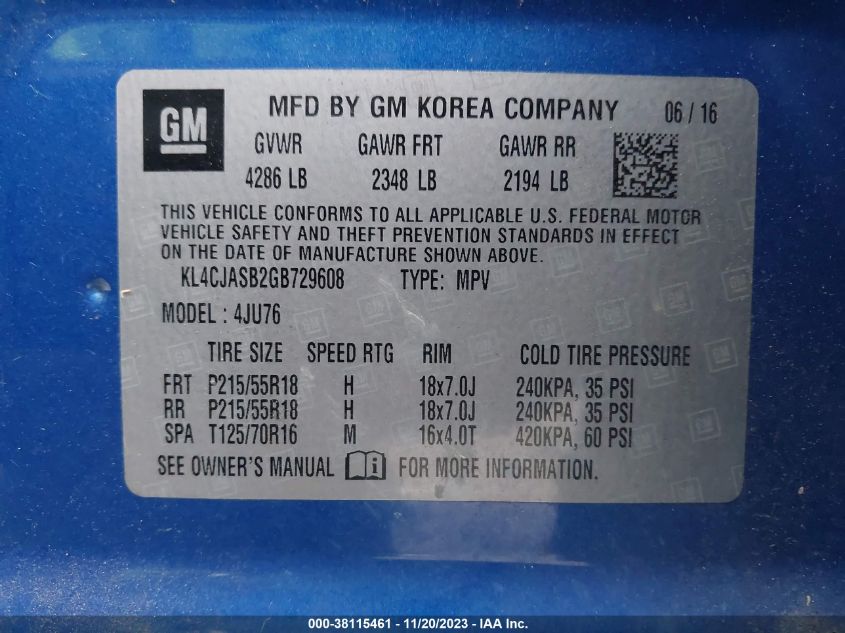 GM
MFD BY GM KOREA COMPANY 06 / 16
GVWR GAWR FRT GAWR RR
4286 LB 2348 LB 2194 LB
THIS VEHICLE CONFORMS TO ALL APPLICABLE U.S. FEDERAL MOTOR
VEHICLE SAFETY AND THEFT PREVENTION STANDARDS IN EFFECT
ON THE DATE OF MANUFACTURE SHOWN ABOVE.
KL4CJASB2GB729608 TYPE: MPV
MODEL : 4JU76
TIRE SIZE SPEED RTG RIM COLD TIRE PRESSURE
FRT P215/55R18 H 18x7.0J 240KPA, 35 PSI
RR P215/55R18 H 18x7.0J 240KPA, 35 PSI
SPA T125/70R16 M 16x4.0T 420KPA, 60 PSI
SEE OWNER'S MANUAL i FOR MORE INFORMATION.
000-38115461 - 11/20/2023 - IAA Inc.